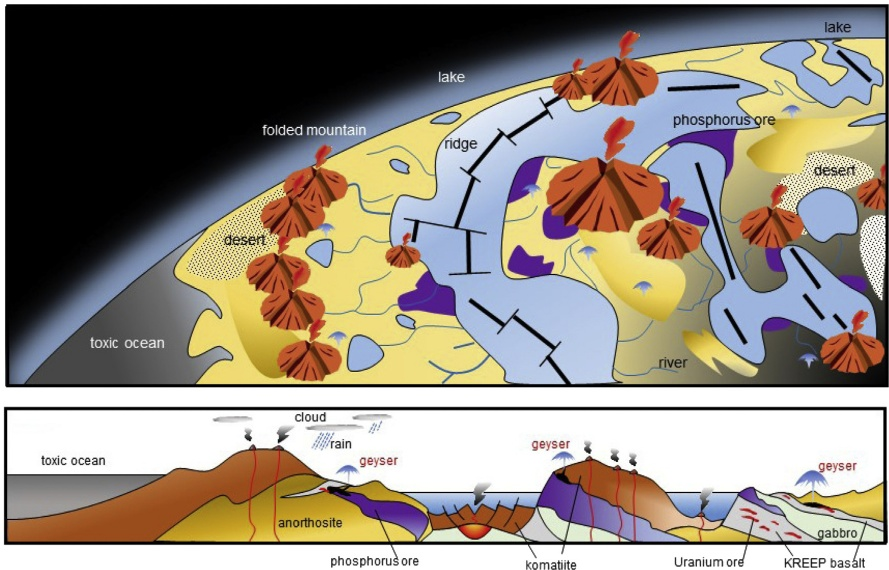 lake
lake
folded mountain
ridge
phosphorus ore
desert
desert
toxic ocean
river
cloud
rain
toxic ocean
geyser
geyser
geyser
anorthosite
gabbro
phosphorus ore
komatiite
Uranium ore
KREEP basalt